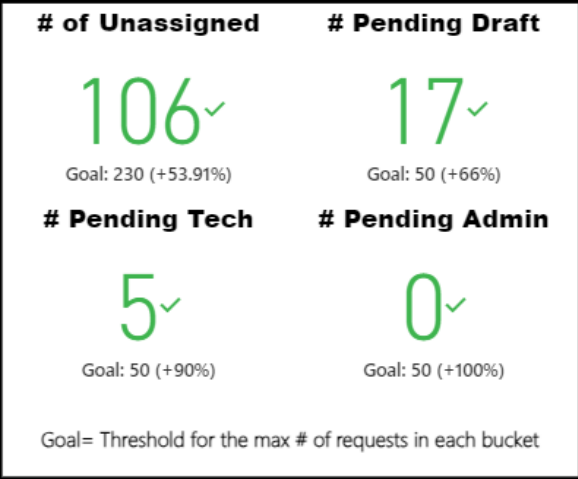 # of Unassigned
# Pending Draft
106✓
17✓
Goal: 230 (+53.91%)
Goal: 50 (+66%)
# Pending Tech
# Pending Admin
5✓
0✓
Goal: 50 (+90%)
Goal: 50 (+100%)
Goal= Threshold for the max # of requests in each bucket